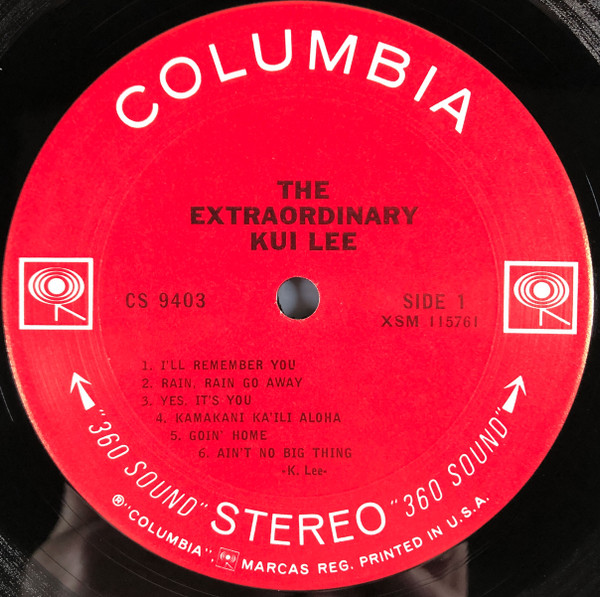 COLUMBIA
THE
EXTRAORDINARY
KUI LEE
CS 9403
SIDE 1
XSM 115761
1. I'LL REMEMBER YOU
2. RAIN, RAIN GO AWAY
3. YES, IT'S YOU
4. KAMAKANI KA'ILI ALOHA
5. GOIN' HOME
6. AIN'T NO BIG THING
-K. Lee-
"360 SOUND" STEREO "360 SOUND"
®"COLUMBIA", MARCAS REG. PRINTED IN U.S.A.